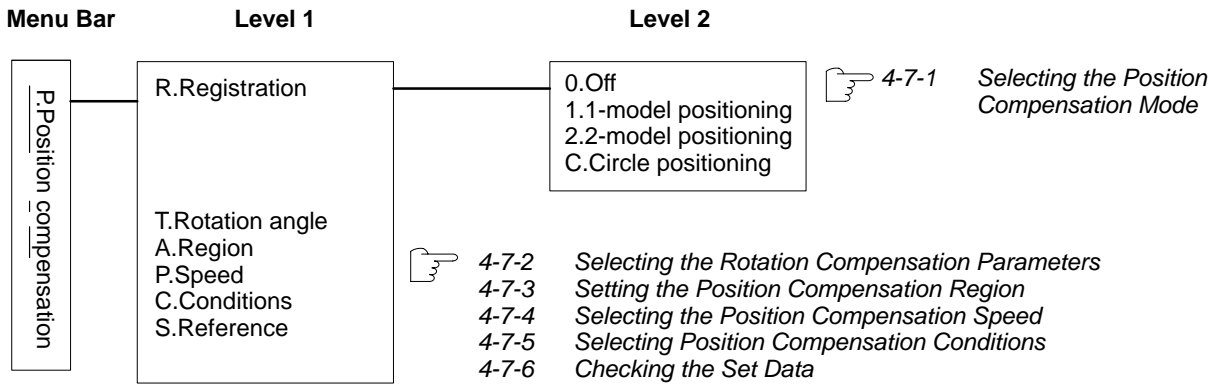 Menu Bar Level 1 Level 2
P.Position compensation
R.Registration
0.Off
1.1-model positioning
2.2-model positioning
C.Circle positioning
4-7-1 Selecting the Position
Compensation Mode
T.Rotation angle
A.Region
P.Speed
C.Conditions
S.Reference
4-7-2 Selecting the Rotation Compensation Parameters
4-7-3 Setting the Position Compensation Region
4-7-4 Selecting the Position Compensation Speed
4-7-5 Selecting Position Compensation Conditions
4-7-6 Checking the Set Data